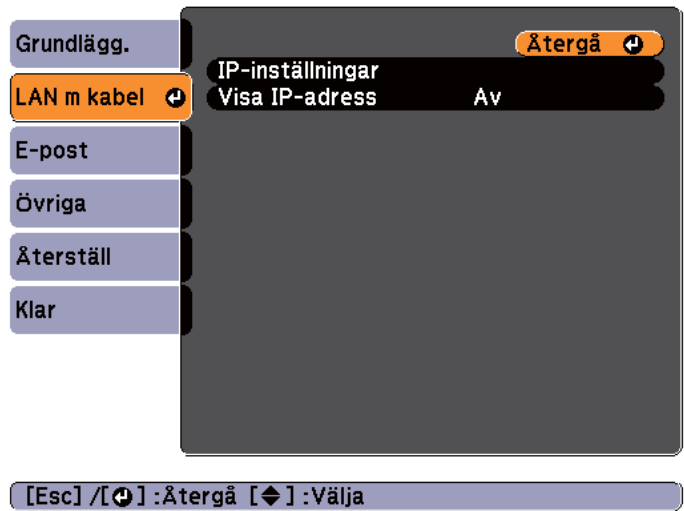 Grundlägg.
LAN m kabel
E-post
Övriga
Återställ
Klar
Återgå
IP-inställningar
Visa IP-adress Av
[Esc] /[ ] :Återgå [ ] :Välja